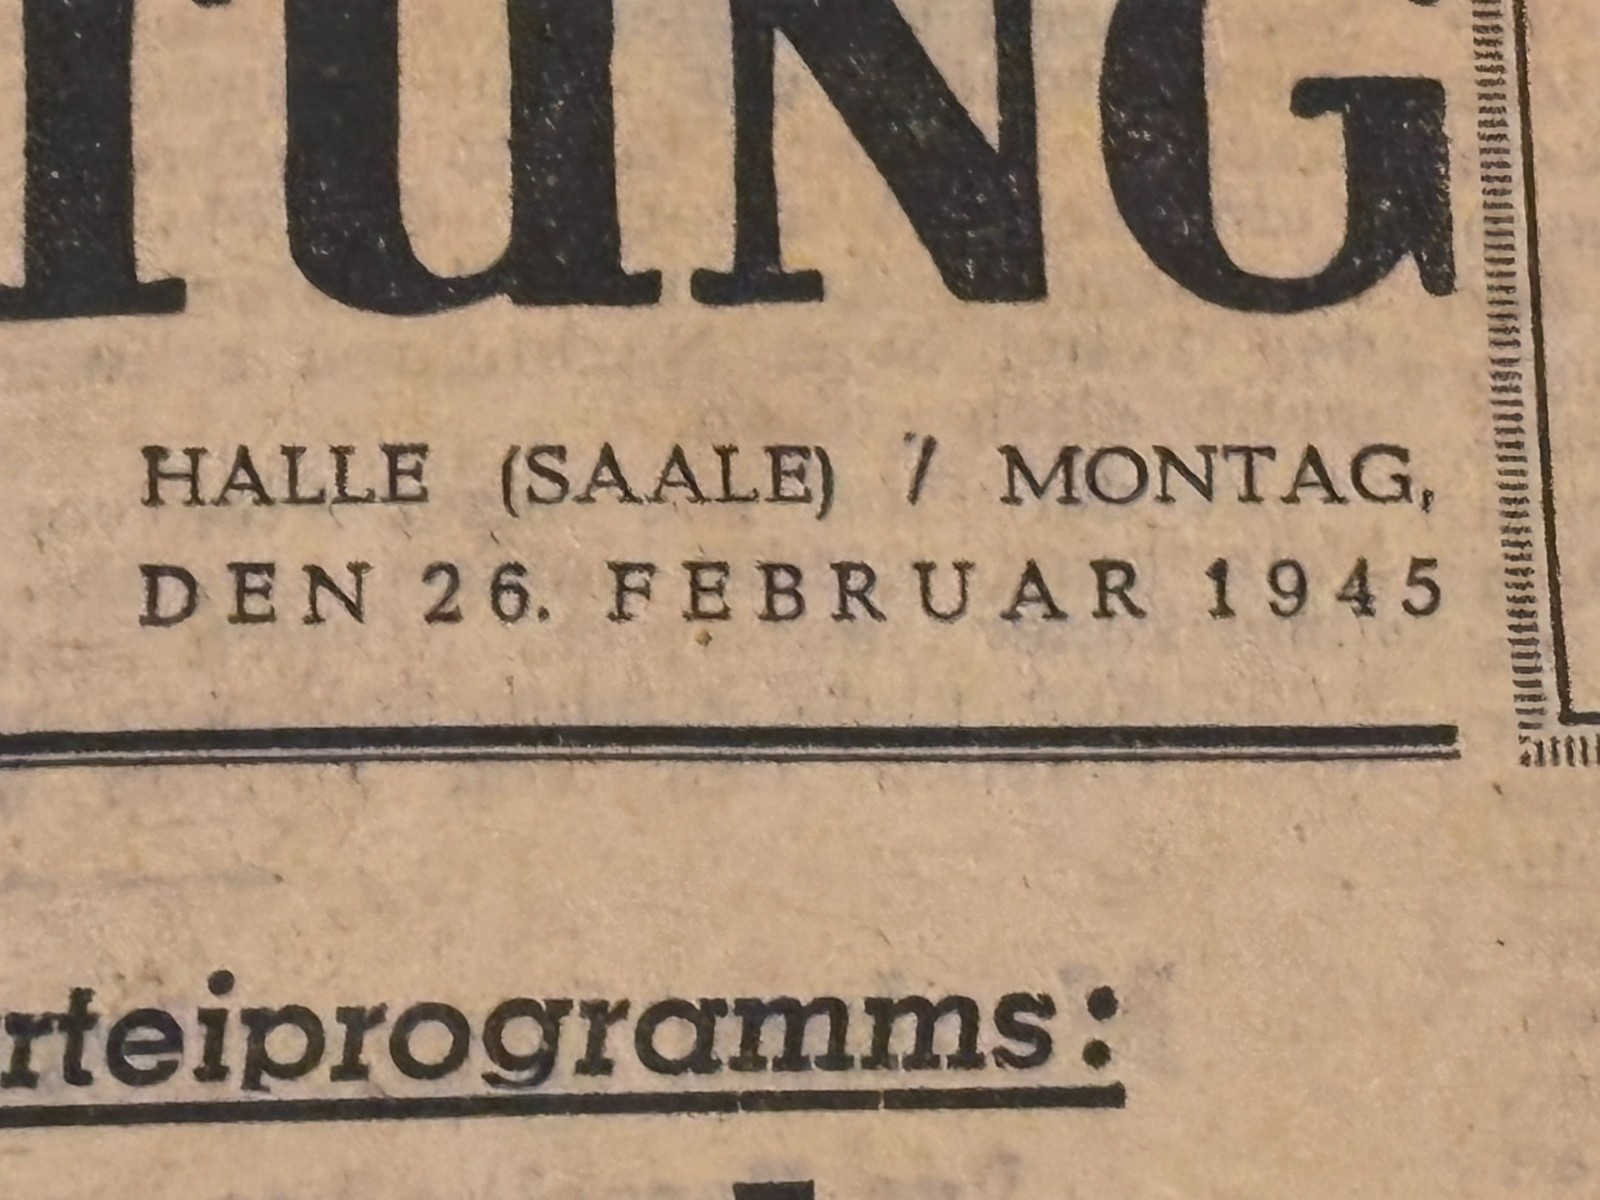 TUNG
HALLE (SAALE) / MONTAG,
DEN 26. FEBRUAR 1945
rteiprogramms: